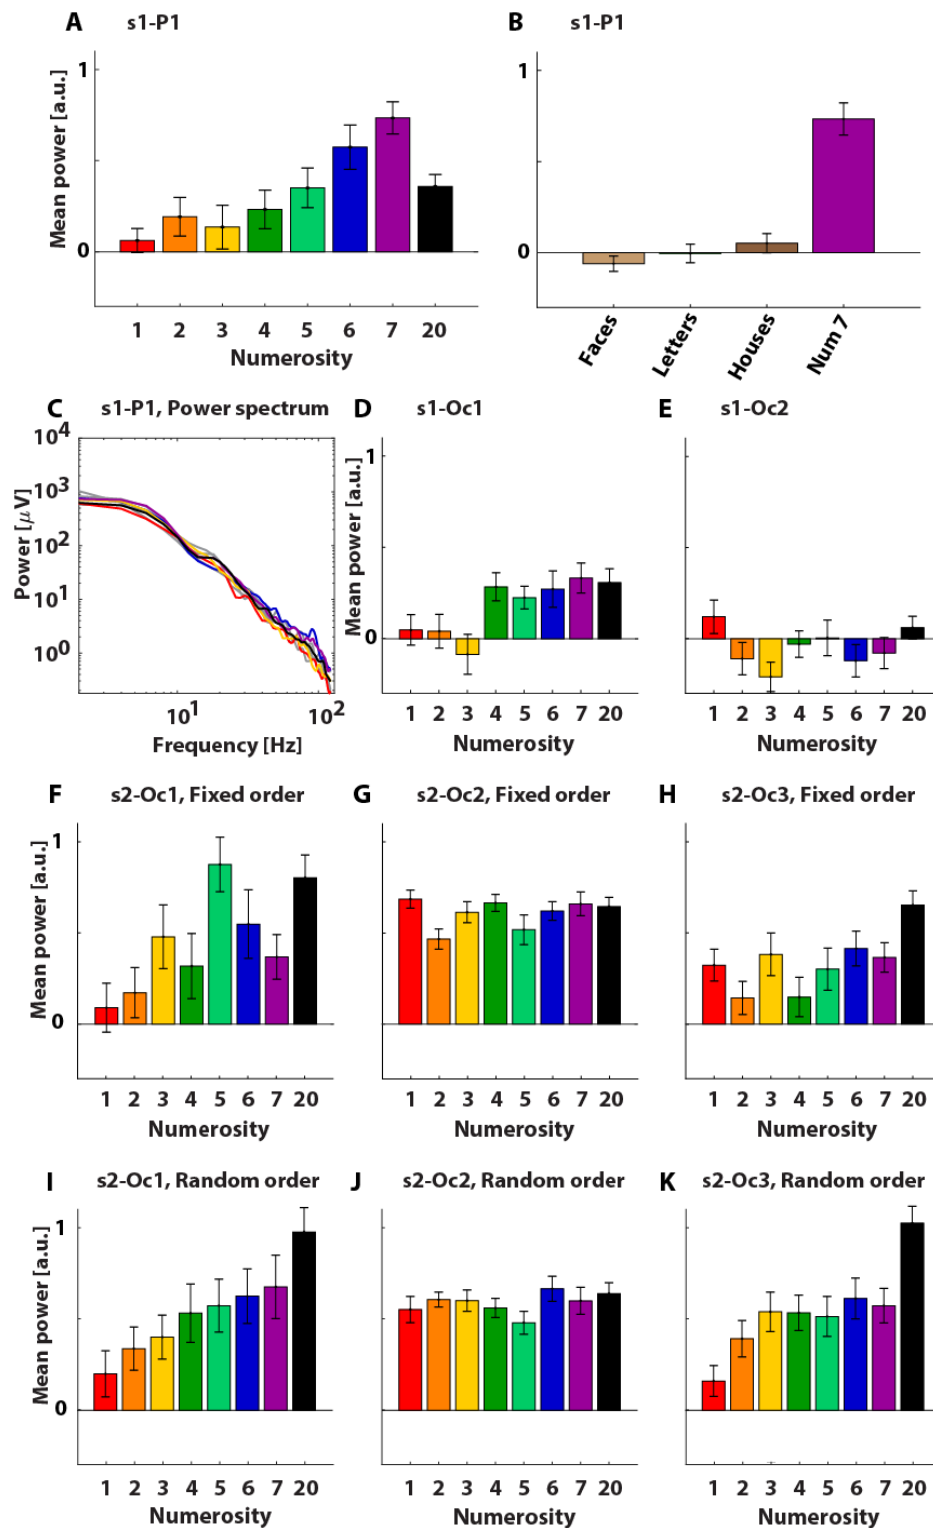 A s1-P1
Mean power [a.u.]
1
0
1 2 3 4 5 6 7 20
Numerosity
B s1-P1
1
0
Faces Letters Houses Num 7
C s1-P1, Power spectrum
Power [μV]
10^4
10^3
10^2
10^1
10^0
10^1 10^2
Frequency [Hz]
D s1-Oc1
Mean power [a.u.]
1
0
1 2 3 4 5 6 7 20
Numerosity
E s1-Oc2
1 2 3 4 5 6 7 20
Numerosity
F s2-Oc1, Fixed order
Mean power [a.u.]
1
0
1 2 3 4 5 6 7 20
Numerosity
G s2-Oc2, Fixed order
1 2 3 4 5 6 7 20
Numerosity
H s2-Oc3, Fixed order
1 2 3 4 5 6 7 20
Numerosity
I s2-Oc1, Random order
Mean power [a.u.]
1
0
1 2 3 4 5 6 7 20
Numerosity
J s2-Oc2, Random order
1 2 3 4 5 6 7 20
Numerosity
K s2-Oc3, Random order
1 2 3 4 5 6 7 20
Numerosity